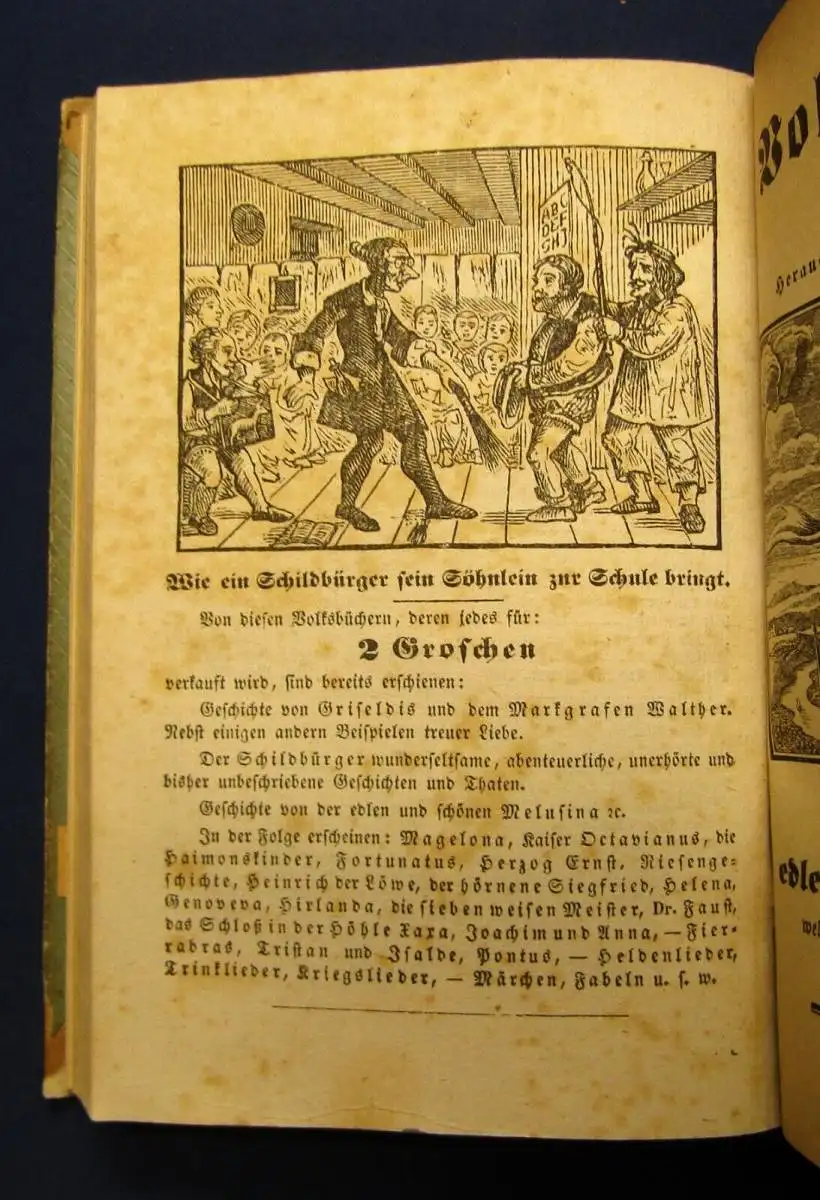 ABC
DEF
GHJ
Wie ein Schildbürger sein Söhnlein zur Schule bringt.
Von diesen Volksbüchern, deren jedes für:
2 Groschen
verkauft wird, sind bereits erschienen:
Geschichte von Griseldis und dem Markgrafen Walther.
Nebst einigen andern Beispielen treuer Liebe.
Der Schildbürger wunderseltsame, abenteuerliche, unerhörte und
bisher unbeschriebene Geschichten und Thaten.
Geschichte von der edlen und schönen Melusina ꝛc.
In der Folge erscheinen: Magelona, Kaiser Octavianus, die
Haimonskinder, Fortunatus, Herzog Ernst, Riesenge-
schichte, Heinrich der Löwe, der hörnene Siegfried, Helena,
Genoveva, Hirlanda, die sieben weisen Meister, Dr. Faust,
das Schloß in der Höhle Xaxa, Joachim und Anna, — Fier-
rabras, Tristan und Isalde, Pontus, — Heldenlieder,
Trinklieder, Kriegslieder, — Märchen, Fabeln u. s. w.
edle